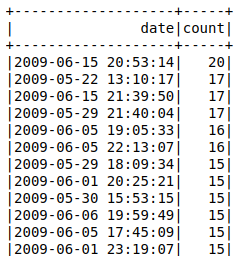 +-------------------+-----+
|               date|count|
+-------------------+-----+
|2009-06-15 20:53:14|   20|
|2009-05-22 13:10:17|   17|
|2009-06-15 21:39:50|   17|
|2009-05-29 21:40:04|   17|
|2009-06-05 19:05:33|   16|
|2009-06-05 22:13:07|   16|
|2009-05-29 18:09:34|   15|
|2009-06-01 20:25:21|   15|
|2009-05-30 15:53:15|   15|
|2009-06-06 19:59:49|   15|
|2009-06-05 17:45:09|   15|
|2009-06-01 23:19:07|   15|